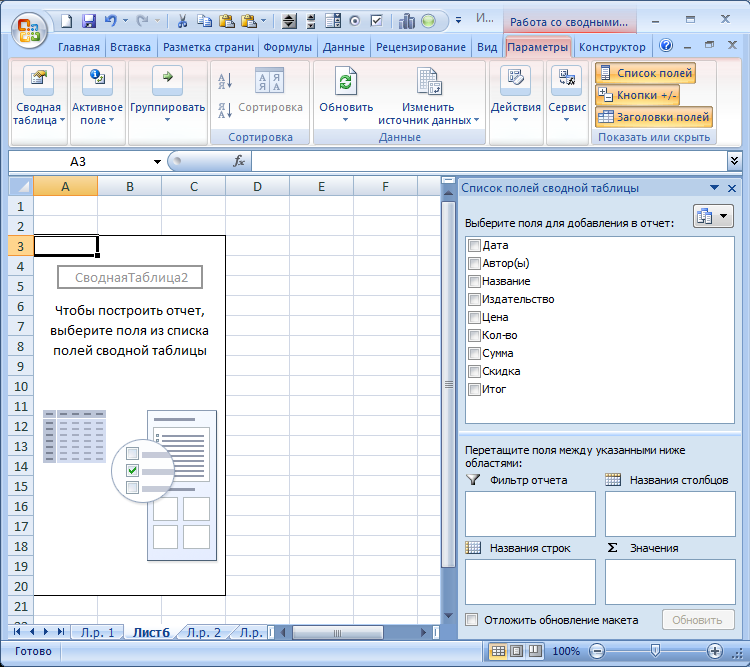 И...
Работа со сводными...
Главная
Вставка
Разметка страниц
Формулы
Данные
Рецензирование
Вид
Параметры
Конструктор
Сводная
таблица
Активное
поле
Группировать
Сортировка
Сортировка
Обновить
Изменить
источник данных
Данные
Действия
Сервис
Список полей
Кнопки +/-
Заголовки полей
Показать или скрыть
A3
fx
A B C D E F
1
2
3
4
5
6
7
8
9
10
11
12
13
14
15
16
17
18
19
20
21
22
СводнаяТаблица2
Чтобы построить отчет,
выберите поля из списка
полей сводной таблицы
Список полей сводной таблицы
Выберите поля для добавления в отчет:
Дата
Автор(ы)
Название
Издательство
Цена
Кол-во
Сумма
Скидка
Итог
Перетащите поля между указанными ниже
областями:
Фильтр отчета
Названия столбцов
Названия строк
Σ Значения
Отложить обновление макета
Обновить
Л.р. 1
Лист6
Л.р. 2
Л.р.
Готово
100%